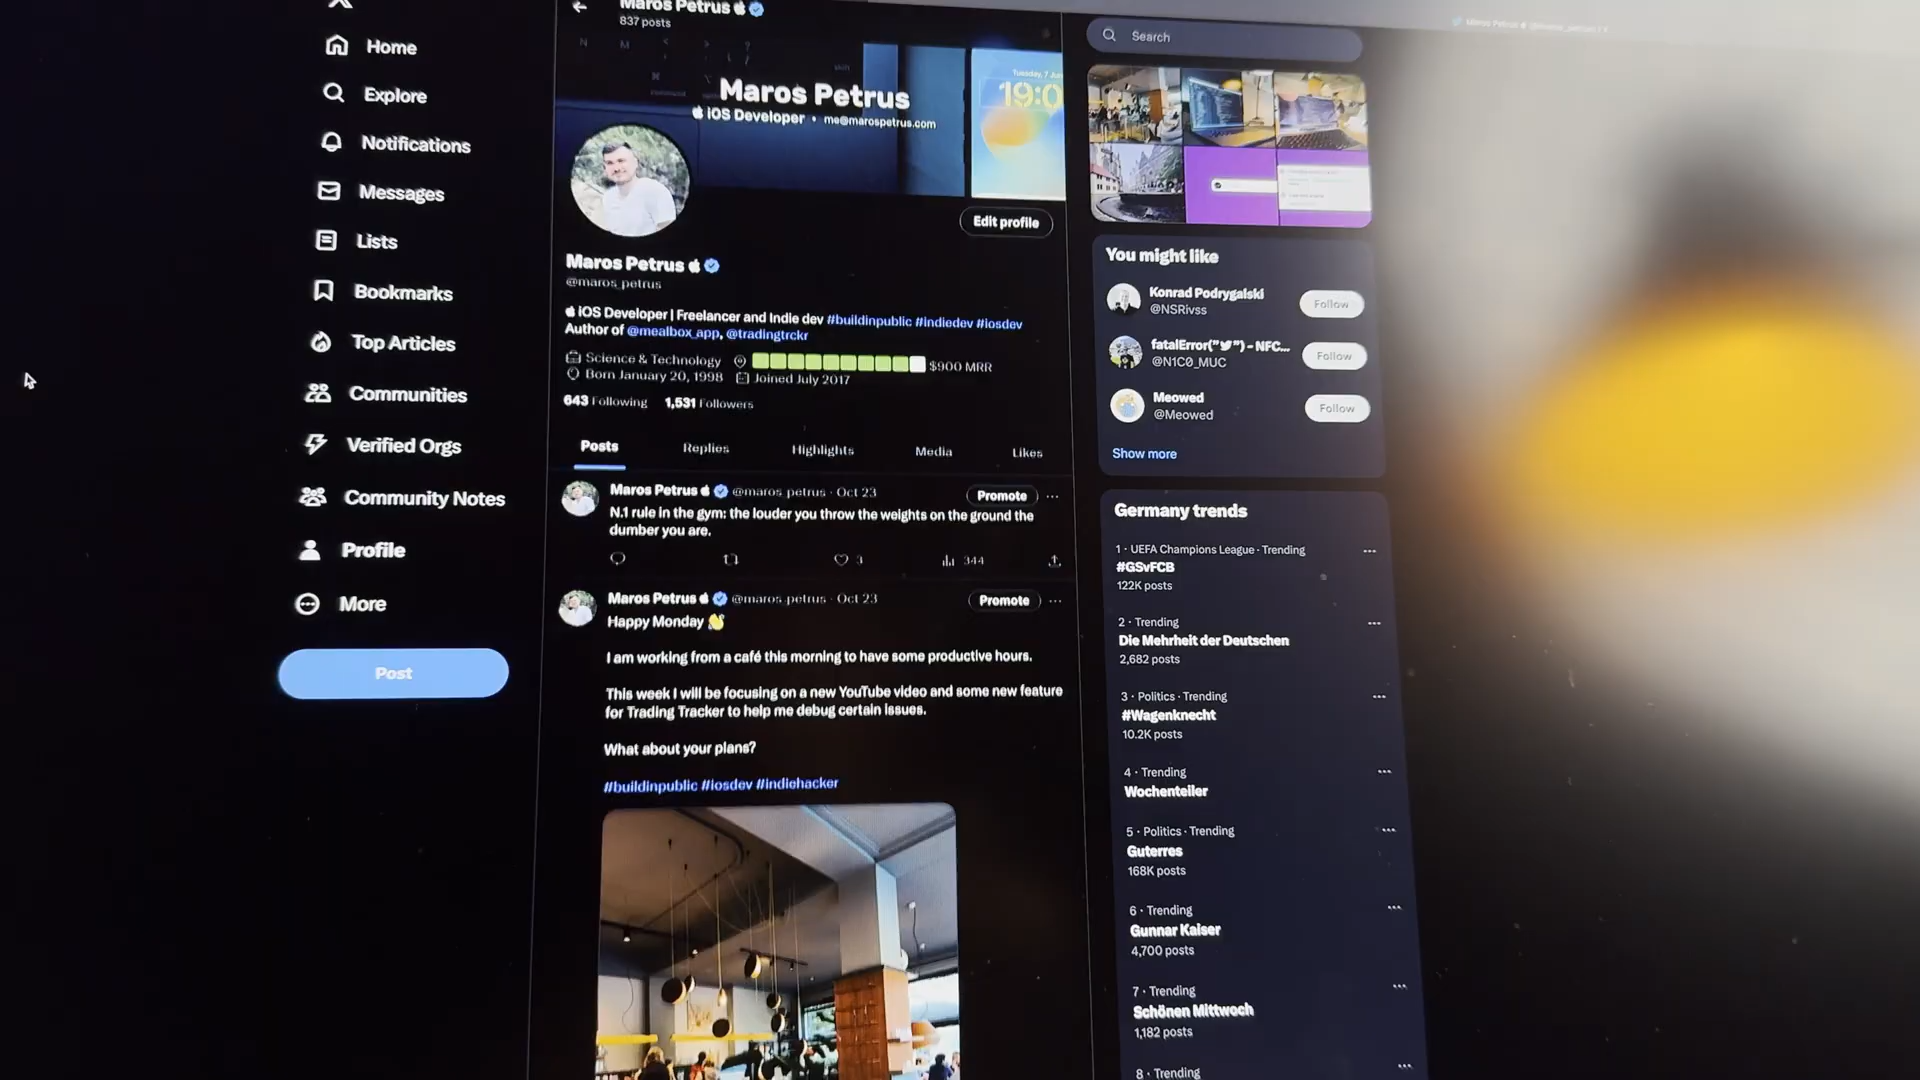 Home
Explore
Notifications
Messages
Lists
Bookmarks
Top Articles
Communities
Verified Orgs
Community Notes
Profile
More
Post
Maros Petrus
837 posts
Maros Petrus
iOS Developer • me@marospetrus.com
Tuesday, 7 Jun
19:0
Edit profile
Maros Petrus
@maros_petrus
iOS Developer | Freelancer and Indie dev #buildinpublic #indiedev #iosdev
Author of @mealbox_app, @tradingtrckr
Science & Technology $900 MRR
Born January 20, 1998 Joined July 2017
643 Following 1,531 Followers
Posts Replies Highlights Media Likes
Maros Petrus @maros_petrus · Oct 23 Promote ...
N.1 rule in the gym: the louder you throw the weights on the ground the
dumber you are.
3 344
Maros Petrus @maros_petrus · Oct 23 Promote ...
Happy Monday 👋
I am working from a café this morning to have some productive hours.
This week I will be focusing on a new YouTube video and some new feature
for Trading Tracker to help me debug certain issues.
What about your plans?
#buildinpublic #iosdev #indiehacker
Search
You might like
Konrad Podrygalski
@NSRivss
Follow
fatalError("🐦") - NFC...
@N1C0_MUC
Follow
Meowed
@Meowed
Follow
Show more
Germany trends
1 · UEFA Champions League · Trending ...
#GSvFCB
122K posts
2 · Trending ...
Die Mehrheit der Deutschen
2,682 posts
3 · Politics · Trending ...
#Wagenknecht
10.2K posts
4 · Trending ...
Wochenteiler
5 · Politics · Trending ...
Guterres
168K posts
6 · Trending ...
Gunnar Kaiser
4,700 posts
7 · Trending ...
Schönen Mittwoch
1,182 posts
8 · Trending ...